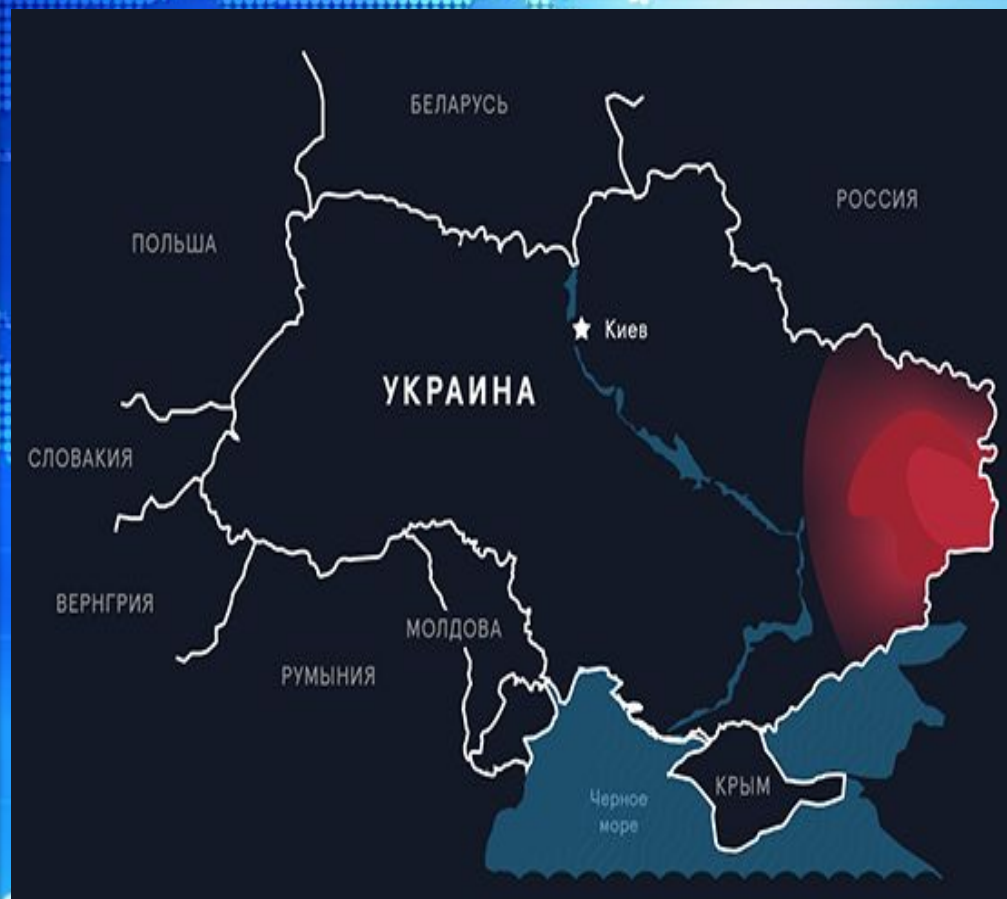 БЕЛАРУСЬ
РОССИЯ
ПОЛЬША
Киев
УКРАИНА
СЛОВАКИЯ
ВЕРНГРИЯ
МОЛДОВА
РУМЫНИЯ
КРЫМ
Черное
море